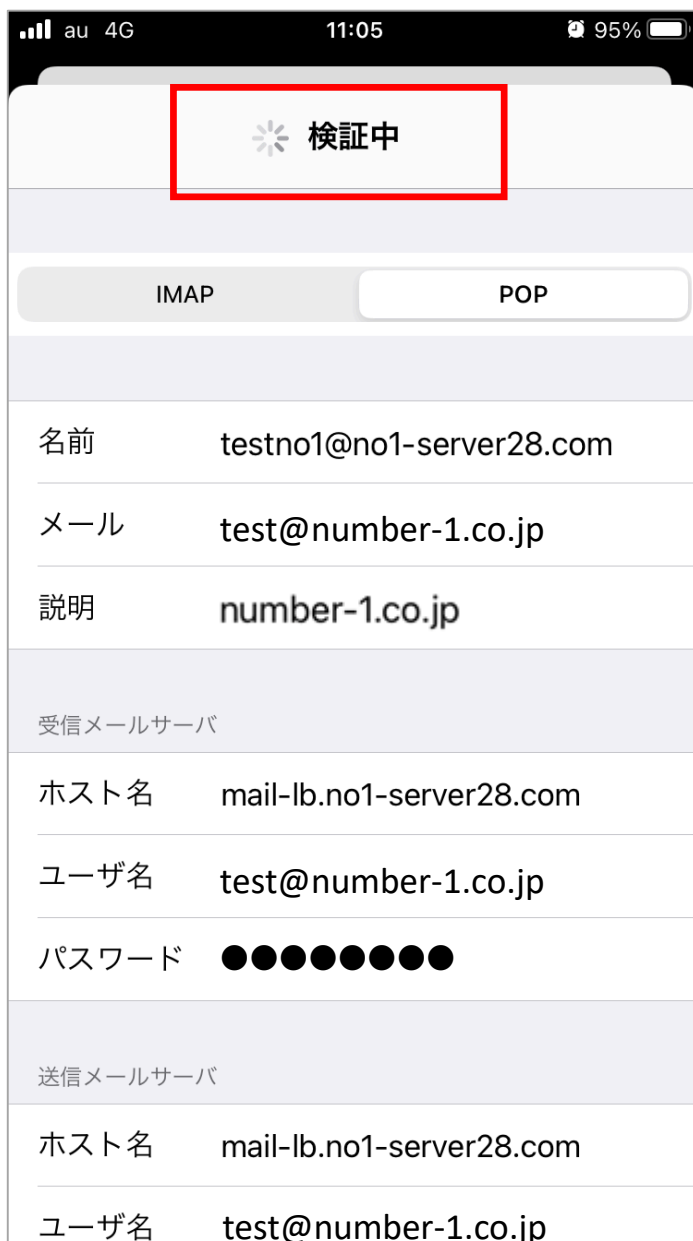 au 4G 11:05 95%
検証中
IMAP POP
名前 testno1@no1-server28.com
メール test@number-1.co.jp
説明 number-1.co.jp
受信メールサーバ
ホスト名 mail-lb.no1-server28.com
ユーザ名 test@number-1.co.jp
パスワード ●●●●●●●●
送信メールサーバ
ホスト名 mail-lb.no1-server28.com
ユーザ名 test@number-1.co.jp